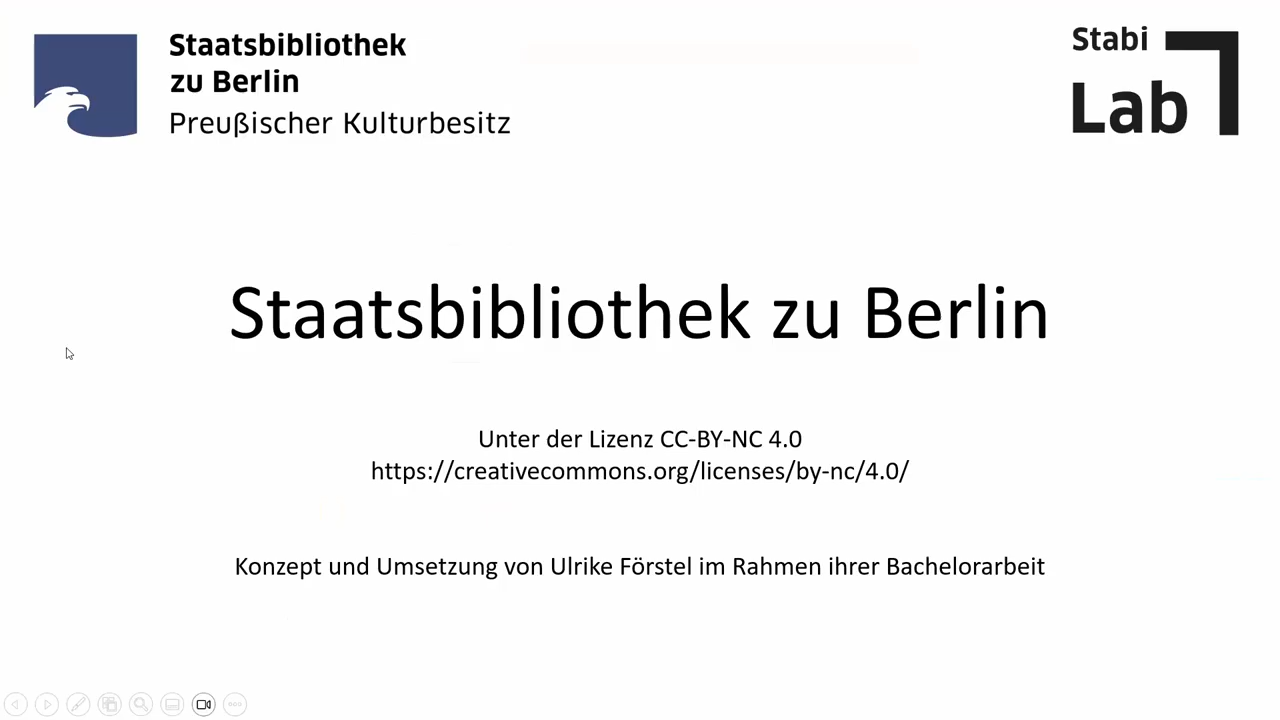 Staatsbibliothek
zu Berlin
Preußischer Kulturbesitz
Stabi
Lab
Staatsbibliothek zu Berlin
Unter der Lizenz CC-BY-NC 4.0
https://creativecommons.org/licenses/by-nc/4.0/
Konzept und Umsetzung von Ulrike Förstel im Rahmen ihrer Bachelorarbeit